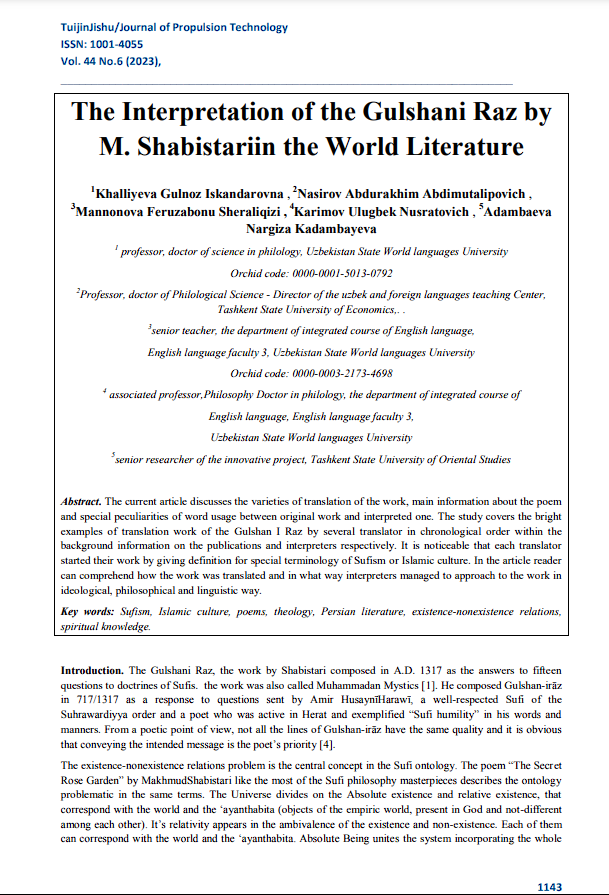 TuijinJishu/Journal of Propulsion Technology
ISSN: 1001-4055
Vol. 44 No.6 (2023),
The Interpretation of the Gulshani Raz by
M. Shabistariin the World Literature
1Khalliyeva Gulnoz Iskandarovna , 2Nasirov Abdurakhim Abdimutalipovich ,
3Mannonova Feruzabonu Sheraliqizi , 4Karimov Ulugbek Nusratovich , 5Adambaeva
Nargiza Kadambayeva
1 professor, doctor of science in philology, Uzbekistan State World languages University
Orchid code: 0000-0001-5013-0792
2Professor, doctor of Philological Science - Director of the uzbek and foreign languages teaching Center,
Tashkent State University of Economics,. .
3senior teacher, the department of integrated course of English language,
English language faculty 3, Uzbekistan State World languages University
Orchid code: 0000-0003-2173-4698
4 associated professor,Philosophy Doctor in philology, the department of integrated course of
English language, English language faculty 3,
Uzbekistan State World languages University
5senior researcher of the innovative project, Tashkent State University of Oriental Studies
Abstract. The current article discusses the varieties of translation of the work, main information about the poem
and special peculiarities of word usage between original work and interpreted one. The study covers the bright
examples of translation work of the Gulshan I Raz by several translator in chronological order within the
background information on the publications and interpreters respectively. It is noticeable that each translator
started their work by giving definition for special terminology of Sufism or Islamic culture. In the article reader
can comprehend how the work was translated and in what way interpreters managed to approach to the work in
ideological, philosophical and linguistic way.
Key words: Sufism, Islamic culture, poems, theology, Persian literature, existence-nonexistence relations,
spiritual knowledge.
Introduction. The Gulshani Raz, the work by Shabistari composed in A.D. 1317 as the answers to fifteen
questions to doctrines of Sufis. the work was also called Muhammadan Mystics [1]. He composed Gulshan-irāz
in 717/1317 as a response to questions sent by Amir HusaynīHarawī, a well-respected Sufi of the
Suhrawardiyya order and a poet who was active in Herat and exemplified “Sufi humility” in his words and
manners. From a poetic point of view, not all the lines of Gulshan-irāz have the same quality and it is obvious
that conveying the intended message is the poet’s priority [4].
The existence-nonexistence relations problem is the central concept in the Sufi ontology. The poem “The Secret
Rose Garden” by MakhmudShabistari like the most of the Sufi philosophy masterpieces describes the ontology
problematic in the same terms. The Universe divides on the Absolute existence and relative existence, that
correspond with the world and the ‘ayanthabita (objects of the empiric world, present in God and not-different
among each other). It’s relativity appears in the ambivalence of the existence and non-existence. Each of them
can correspond with the world and the ‘ayanthabita. Absolute Being unites the system incorporating the whole
1143